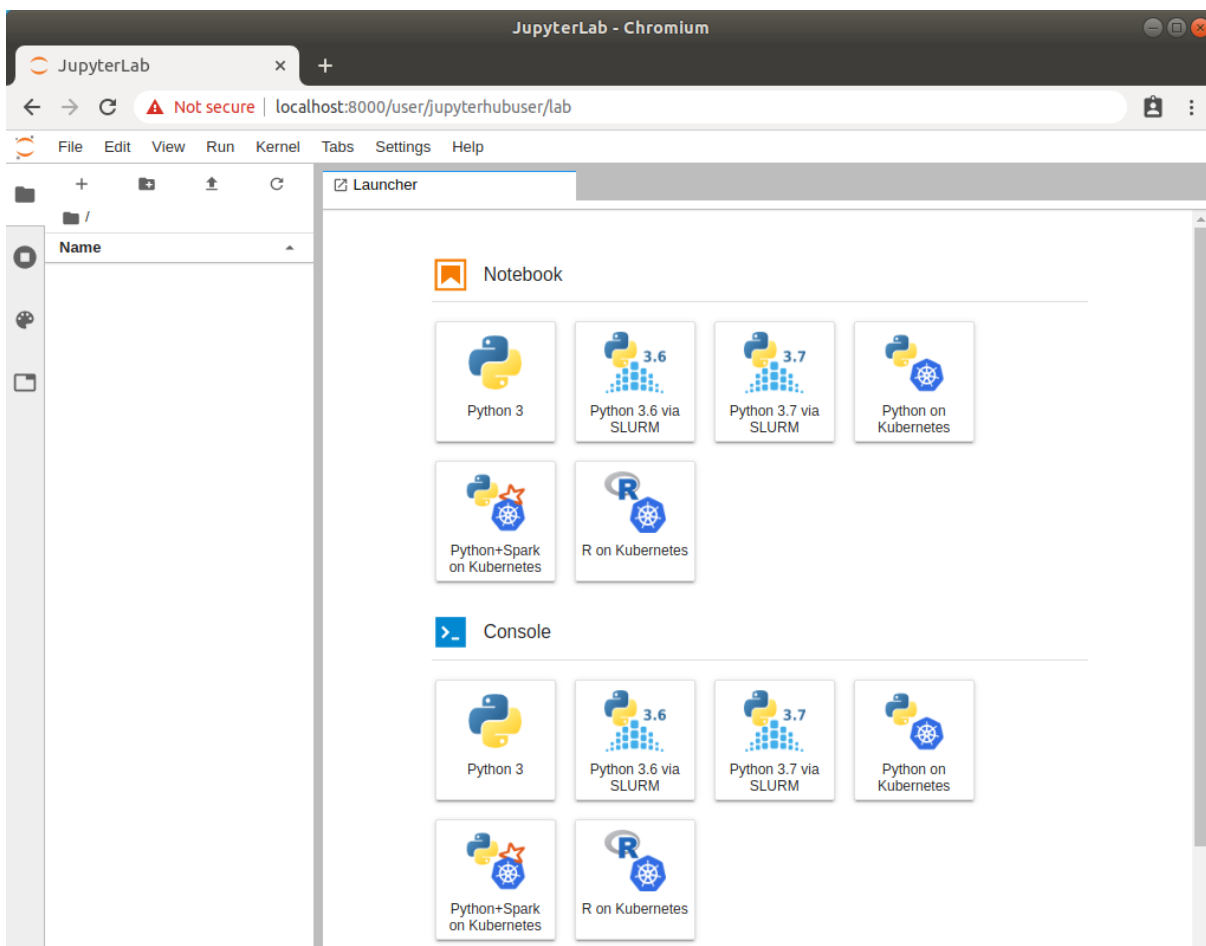 JupyterLab - Chromium
JupyterLab
Not secure | localhost:8000/user/jupyterhubuser/lab
File Edit View Run Kernel Tabs Settings Help
Launcher
/
Name
Notebook
3.6
3.7
Python 3
Python 3.6 via
SLURM
Python 3.7 via
SLURM
Python on
Kubernetes
R
Python+Spark
on Kubernetes
R on Kubernetes
Console
3.6
3.7
Python 3
Python 3.6 via
SLURM
Python 3.7 via
SLURM
Python on
Kubernetes
R
Python+Spark
on Kubernetes
R on Kubernetes